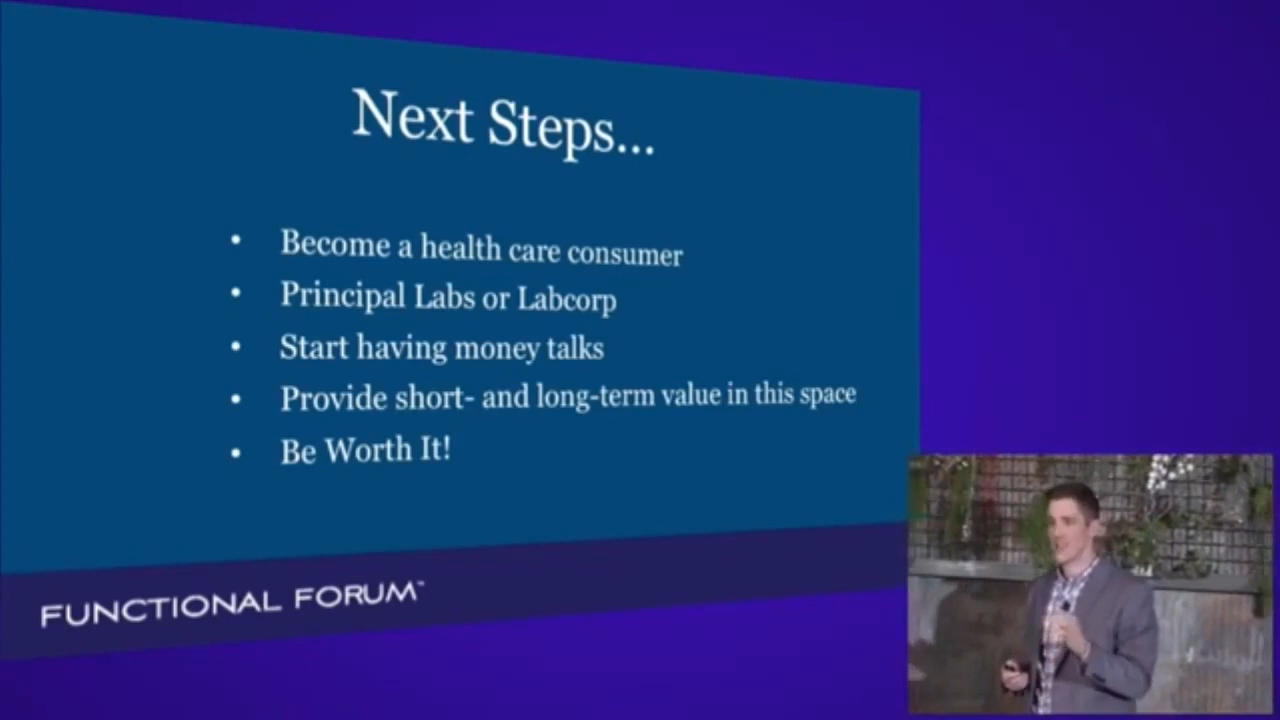 Next Steps...
• Become a health care consumer
• Principal Labs or Labcorp
• Start having money talks
• Provide short- and long-term value in this space
• Be Worth It!
FUNCTIONAL FORUM™